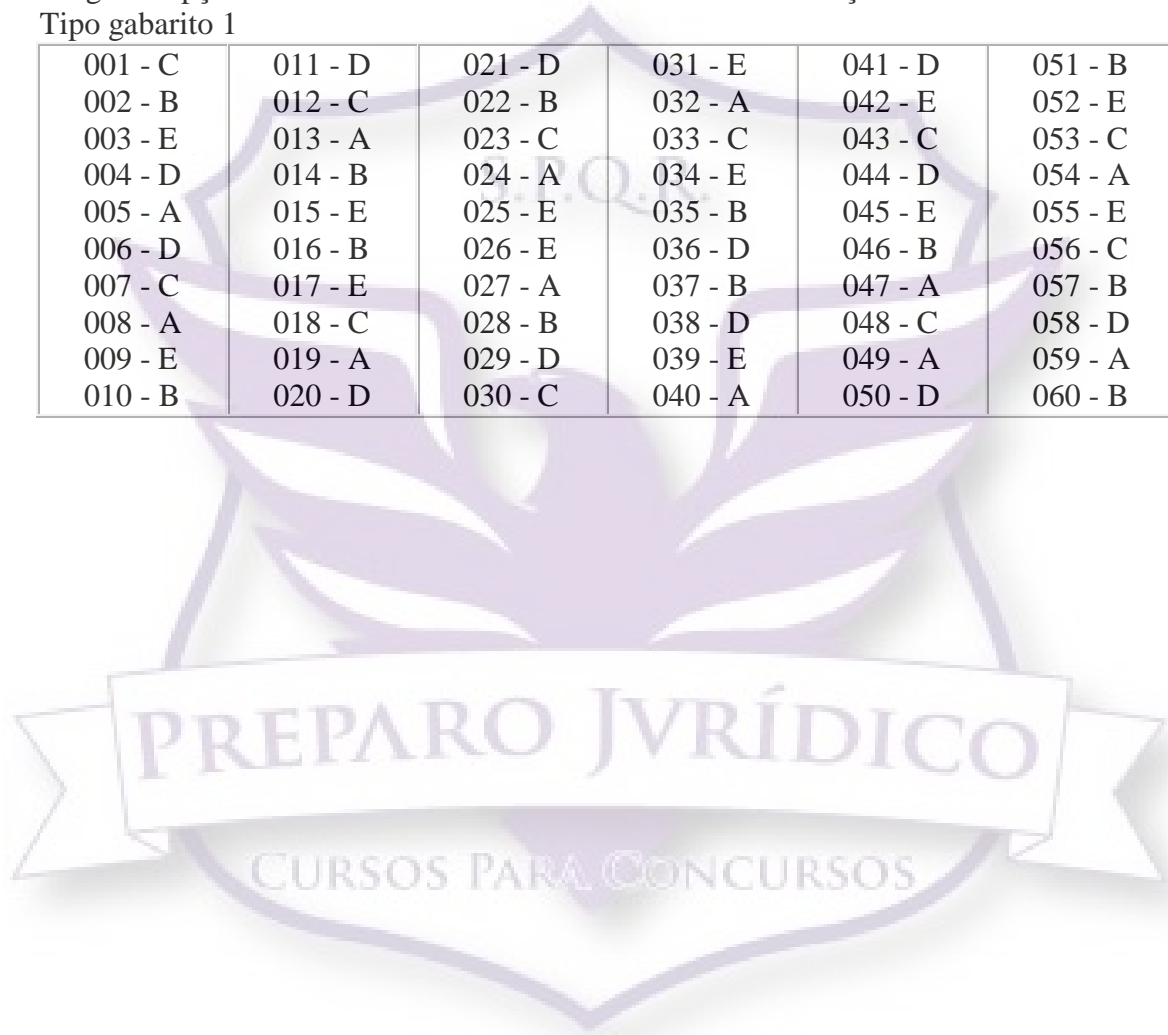 Tipo gabarito 1
001 - C 011 - D 021 - D 031 - E 041 - D 051 - B
002 - B 012 - C 022 - B 032 - A 042 - E 052 - E
003 - E 013 - A 023 - C 033 - C 043 - C 053 - C
004 - D 014 - B 024 - A 034 - E 044 - D 054 - A
005 - A 015 - E 025 - E 035 - B 045 - E 055 - E
006 - D 016 - B 026 - E 036 - D 046 - B 056 - C
007 - C 017 - E 027 - A 037 - B 047 - A 057 - B
008 - A 018 - C 028 - B 038 - D 048 - C 058 - D
009 - E 019 - A 029 - D 039 - E 049 - A 059 - A
010 - B 020 - D 030 - C 040 - A 050 - D 060 - B
S.P.Q.R.
PREPARO JVRÍDICO
CURSOS PARA CONCURSOS